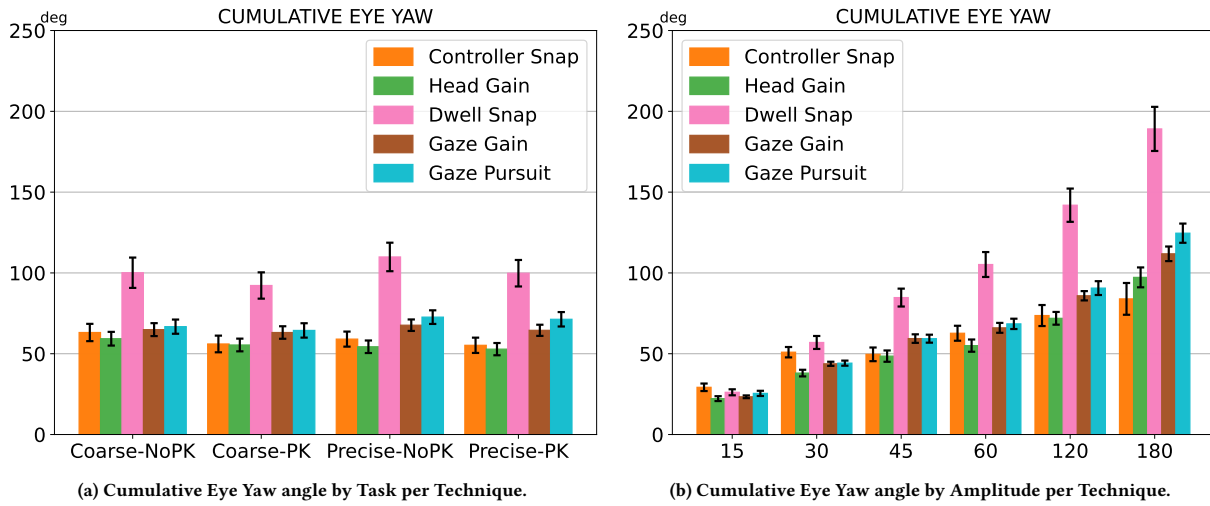 CUMULATIVE EYE YAW
deg
250
200
150
100
50
0
Controller Snap
Head Gain
Dwell Snap
Gaze Gain
Gaze Pursuit
Coarse-NoPK Coarse-PK Precise-NoPK Precise-PK
(a) Cumulative Eye Yaw angle by Task per Technique.
CUMULATIVE EYE YAW
deg
250
200
150
100
50
0
Controller Snap
Head Gain
Dwell Snap
Gaze Gain
Gaze Pursuit
15 30 45 60 120 180
(b) Cumulative Eye Yaw angle by Amplitude per Technique.